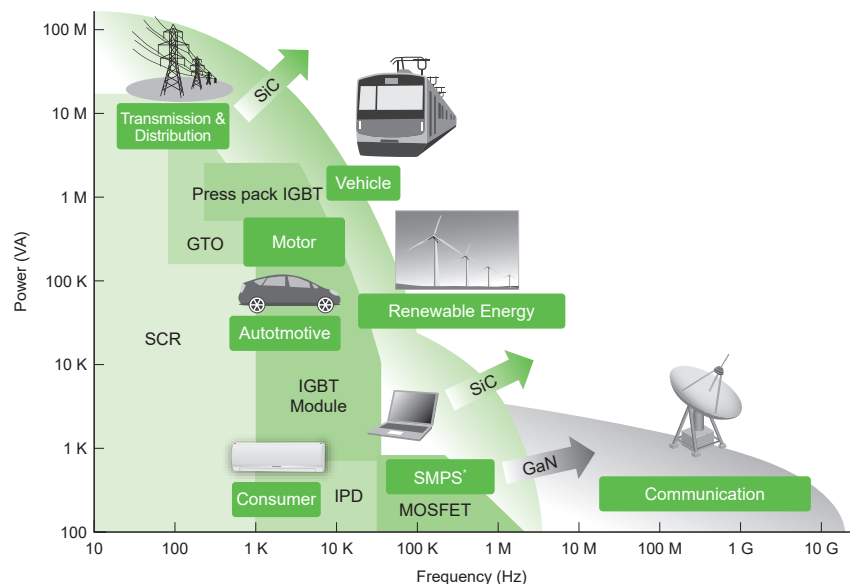 100 M
10 M
1 M
100 K
10 K
1 K
100
Power (VA)
SiC
Transmission &
Distribution
Vehicle
Press pack IGBT
GTO
Motor
Renewable Energy
Autotmotive
SCR
IGBT
Module
SiC
GaN
SMPS*
Communication
Consumer
IPD
MOSFET
10
100
1 K
10 K
100 K
1 M
10 M
100 M
1 G
10 G
Frequency (Hz)